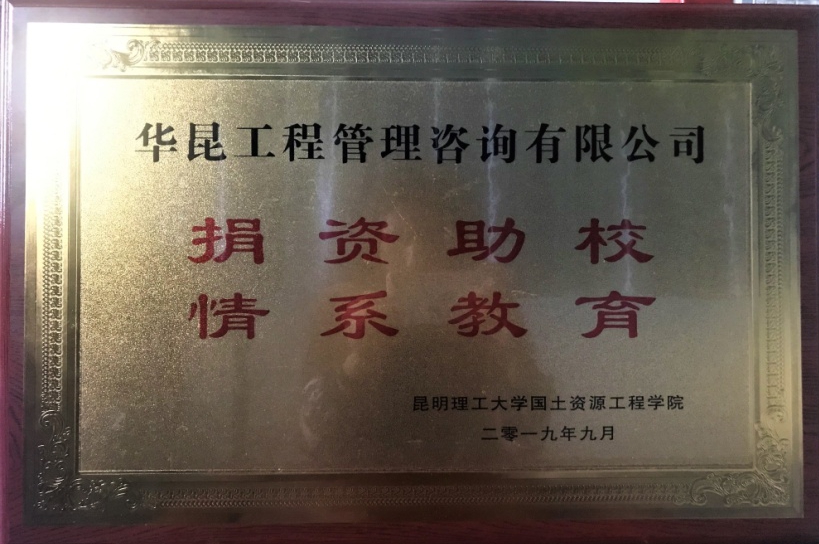 华昆工程管理咨询有限公司
捐资助校
情系教育
昆明理工大学国土资源工程学院
二零一九年九月